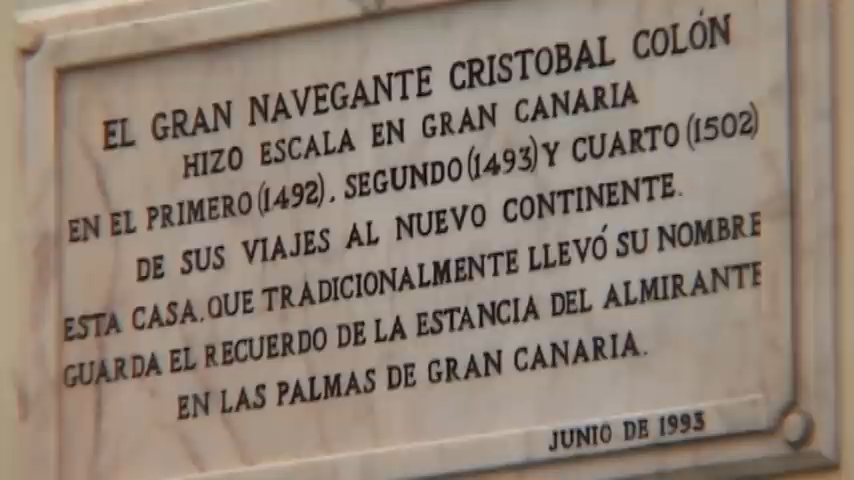 EL GRAN NAVEGANTE CRISTOBAL COLÓN
HIZO ESCALA EN GRAN CANARIA
EN EL PRIMERO (1492), SEGUNDO (1493) Y CUARTO (1502)
DE SUS VIAJES AL NUEVO CONTINENTE.
ESTA CASA, QUE TRADICIONALMENTE LLEVÓ SU NOMBRE
GUARDA EL RECUERDO DE LA ESTANCIA DEL ALMIRANTE
EN LAS PALMAS DE GRAN CANARIA.
JUNIO DE 1993